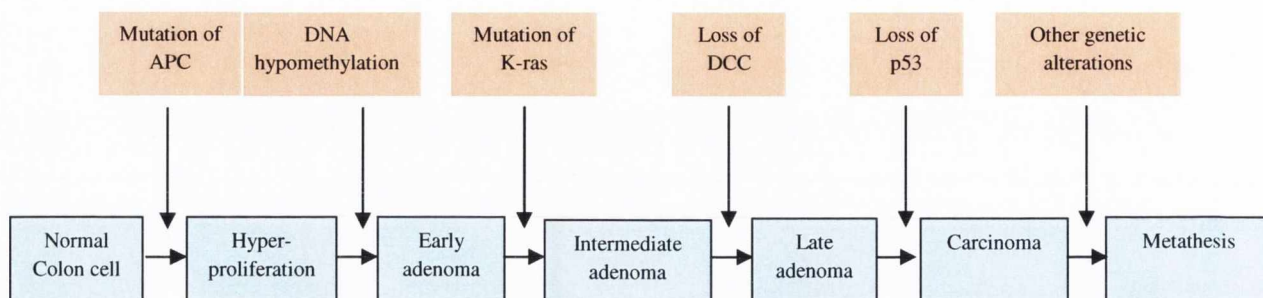 Mutation of
APC
DNA
hypomethylation
Mutation of
K-ras
Loss of
DCC
Loss of
p53
Other genetic
alterations
Normal
Colon cell
Hyper-
proliferation
Early
adenoma
Intermediate
adenoma
Late
adenoma
Carcinoma
Metathesis